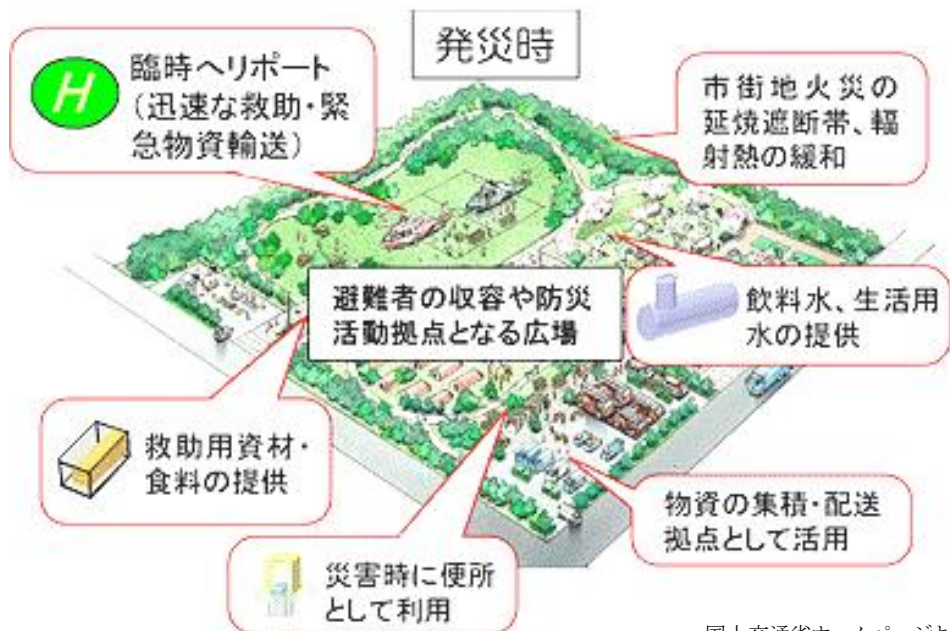 発災時
H
臨時ヘリポート
（迅速な救助・緊
急物資輸送）
市街地火災の
延焼遮断帯、輻
射熱の緩和
避難者の収容や防災
活動拠点となる広場
飲料水、生活用
水の提供
救助用資材・
食料の提供
物資の集積・配送
拠点として活用
災害時に便所
として利用